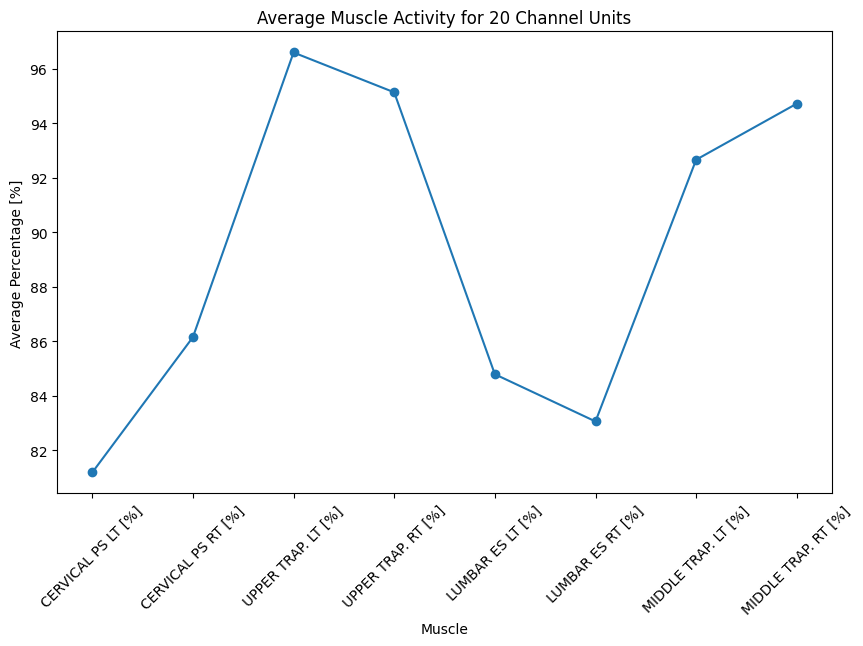 Average Muscle Activity for 20 Channel Units
Average Percentage [%]
96
94
92
90
88
86
84
82
CERVICAL PS LT [%]
CERVICAL PS RT [%]
UPPER TRAP. LT [%]
UPPER TRAP. RT [%]
LUMBAR ES LT [%]
LUMBAR ES RT [%]
MIDDLE TRAP. LT [%]
MIDDLE TRAP. RT [%]
Muscle